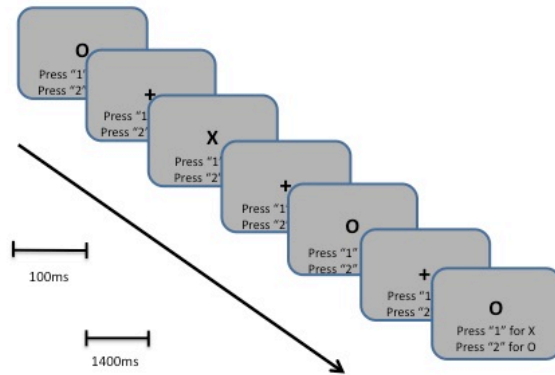 O
Press "1"
Press "2"
+
Press "1
Press "2"
X
Press "1"
Press "2"
+
Press "1"
Press "2"
O
Press "1"
Press "2"
+
Press "1
Press "2
O
Press "1" for X
Press "2" for O
100ms
1400ms